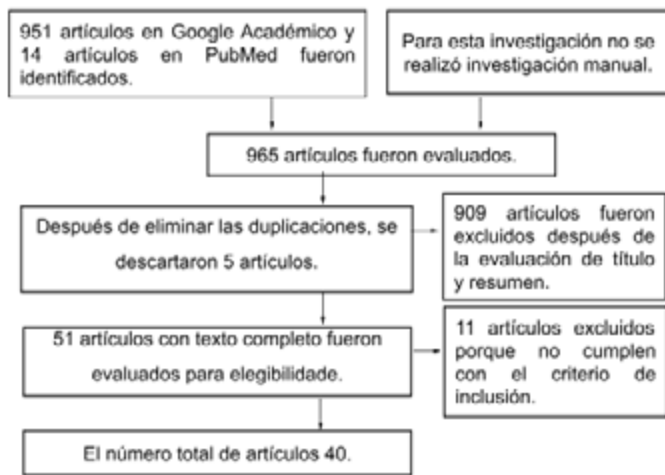 951 artículos en Google Académico y
14 artículos en PubMed fueron
identificados.
Para esta investigación no se
realizó investigación manual.
965 artículos fueron evaluados.
Después de eliminar las duplicaciones, se
descartaron 5 artículos.
909 artículos fueron
excluidos después de
la evaluación de título
y resumen.
51 artículos con texto completo fueron
evaluados para elegibilidade.
11 artículos excluidos
porque no cumplen
con el criterio de
inclusión.
El número total de artículos 40.